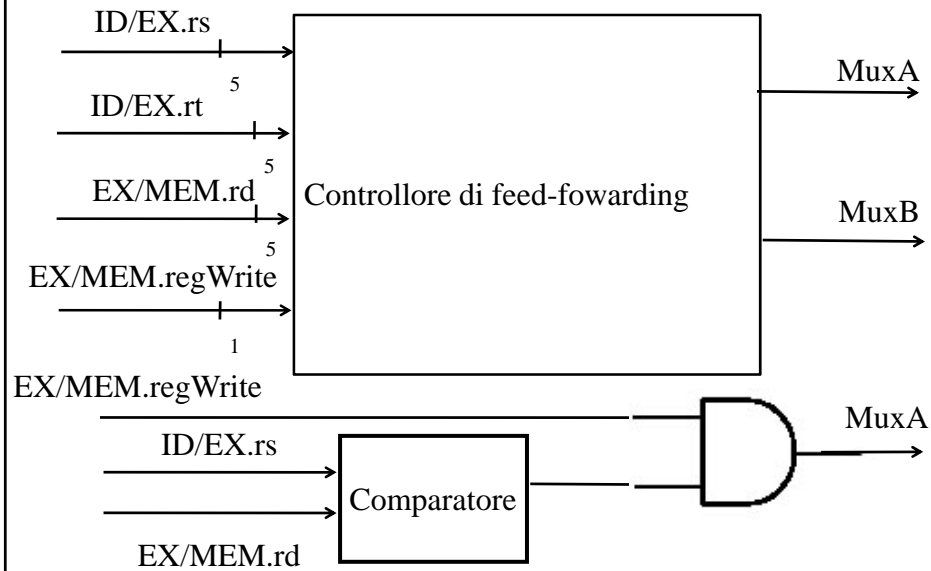 ID/EX.rs
5
MuxA
ID/EX.rt
5
EX/MEM.rd
Controllore di feed-fowarding
MuxB
5
EX/MEM.regWrite
1
EX/MEM.regWrite
MuxA
ID/EX.rs
Comparatore
EX/MEM.rd